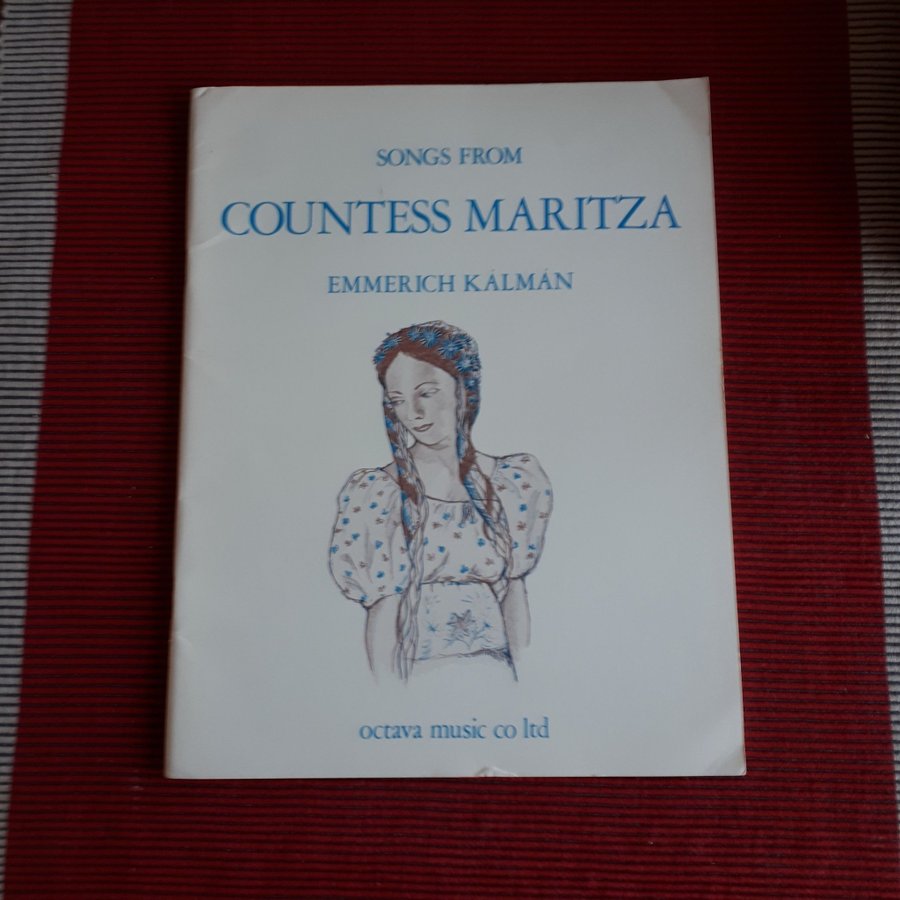 SONGS FROM
COUNTESS MARITZA
EMMERICH KÁLMÁN
octava music co ltd